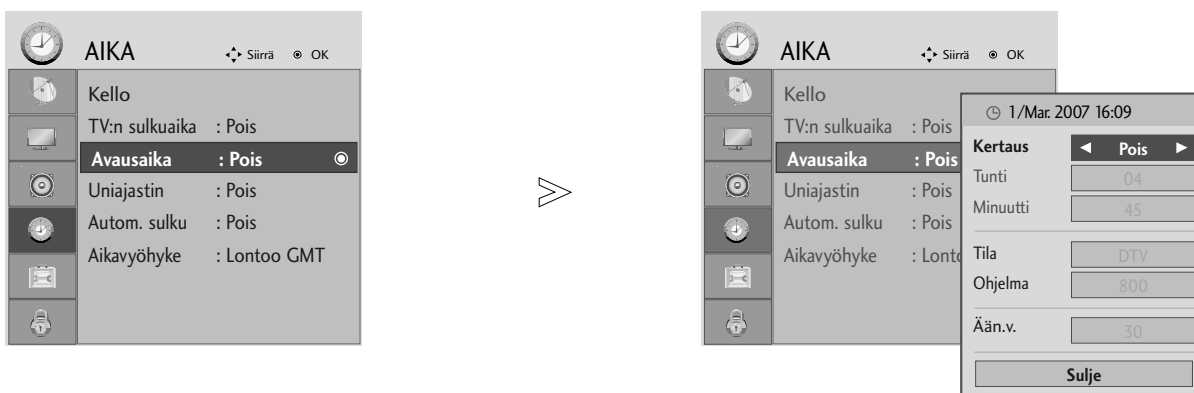 AIKA Siirrä OK
Kello
TV:n sulkuaika : Pois
Avausaika : Pois
Uniajastin : Pois
Autom. sulku : Pois
Aikavyöhyke : Lontoo GMT
AIKA Siirrä OK
Kello
TV:n sulkuaika : Pois
Avausaika : Pois
Uniajastin : Pois
Autom. sulku : Pois
Aikavyöhyke : Lonto
1/Mar. 2007 16:09
Kertaus ◄ Pois ►
Tunti 04
Minuutti 45
Tila DTV
Ohjelma 800
Ään.v. 30
Sulje